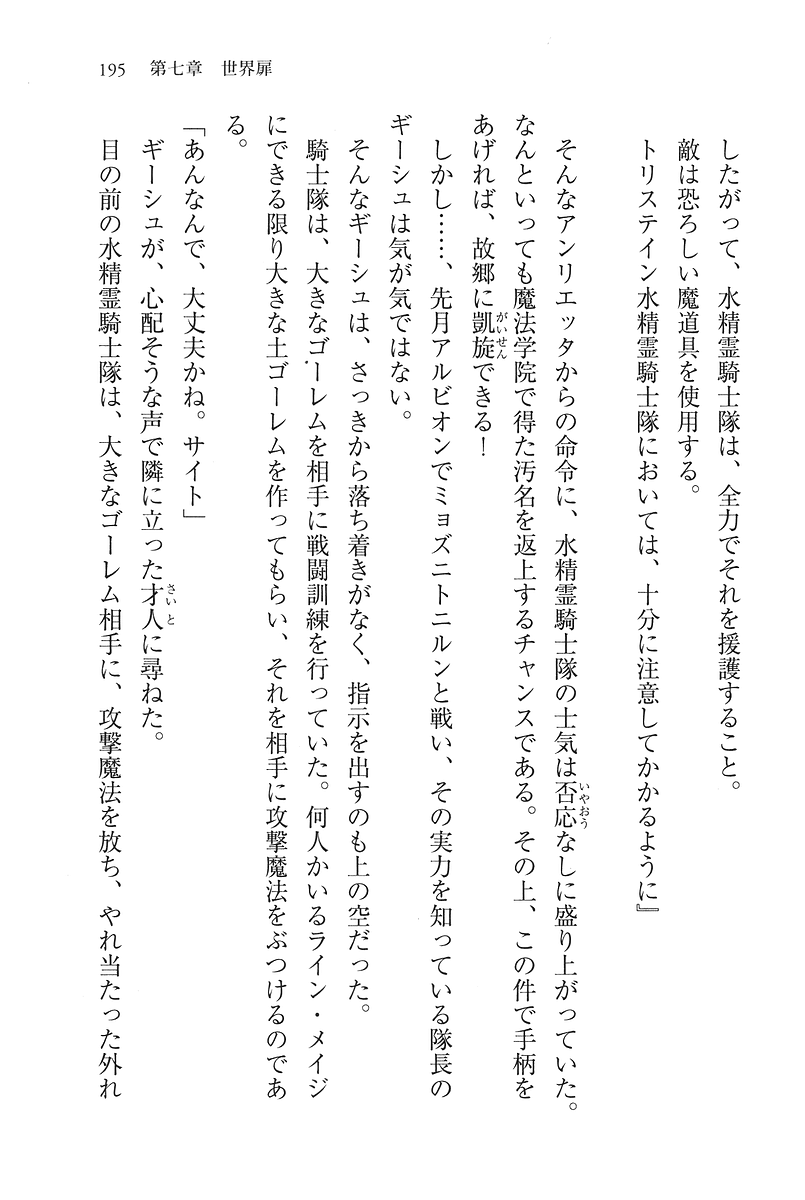 195　第七章　世界扉
したがって、水精霊騎士隊は、全力でそれを援護すること。
敵は恐ろしい魔道具を使用する。
トリステイン水精霊騎士隊においては、十分に注意してかかるように』
そんなアンリエッタからの命令に、水精霊騎士隊の士気は否応なしに盛り上がっていた。
なんといっても魔法学院で得た汚名を返上するチャンスである。その上、この件で手柄を
あげれば、故郷に凱旋できる！
しかし……、先月アルビオンでミョズニトニルンと戦い、その実力を知っている隊長の
ギーシュは気が気ではない。
そんなギーシュは、さっきから落ち着きがなく、指示を出すのも上の空だった。
騎士隊は、大きなゴーレムを相手に戦闘訓練を行っていた。何人かいるライン・メイジ
にできる限り大きな土ゴーレムを作ってもらい、それを相手に攻撃魔法をぶつけるのであ
る。
「あんなんで、大丈夫かね。サイト」
ギーシュが、心配そうな声で隣に立った才人に尋ねた。
目の前の水精霊騎士隊は、大きなゴーレム相手に、攻撃魔法を放ち、やれ当たった外れ